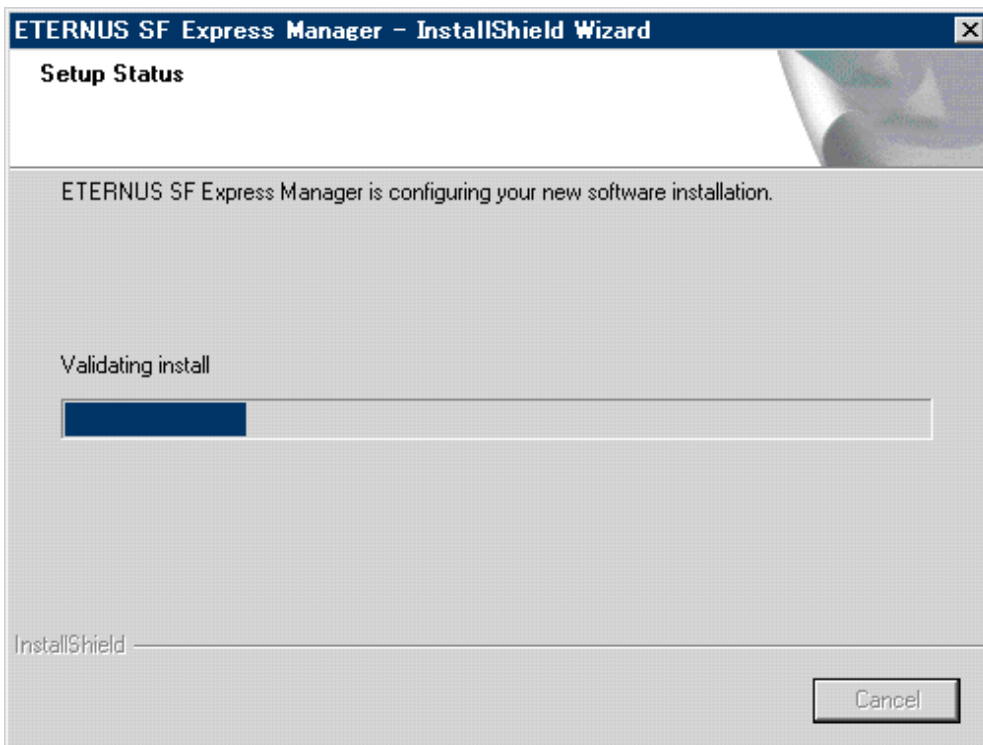 ETERNUS SF Express Manager - InstallShield Wizard
Setup Status
ETERNUS SF Express Manager is configuring your new software installation.
Validating install
InstallShield
Cancel